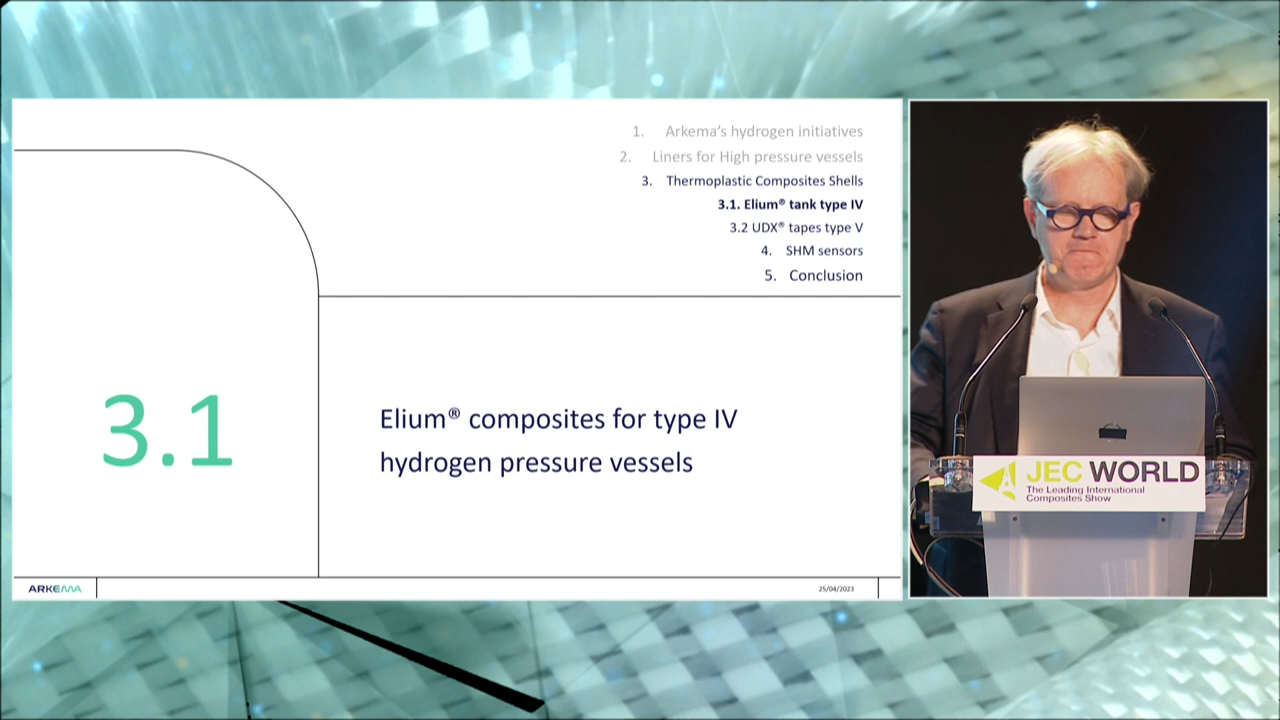 1. Arkema's hydrogen initiatives
2. Liners for High pressure vessels
3. Thermoplastic Composites Shells
3.1. Elium® tank type IV
3.2 UDX® tapes type V
4. SHM sensors
5. Conclusion
3.1
Elium® composites for type IV
hydrogen pressure vessels
ARKEMA
25/04/2023
JEC WORLD
The Leading International
Composites Show